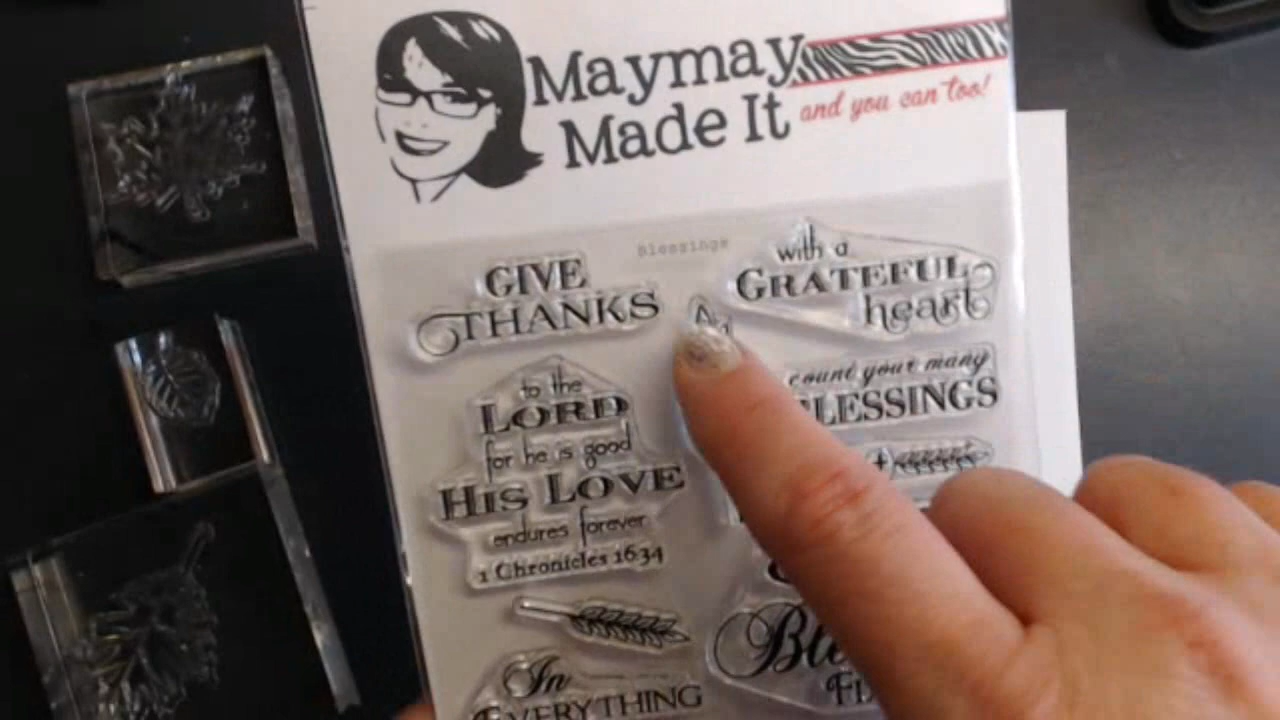 Maymay
Made It
and you can too!
Blessings
GIVE
THANKS
with a
GRATEFUL
heart
to the
LORD
for he is good
HIS LOVE
endures forever
1 Chronicles 16:34
count your many
BLESSINGS
In
EVERYTHING